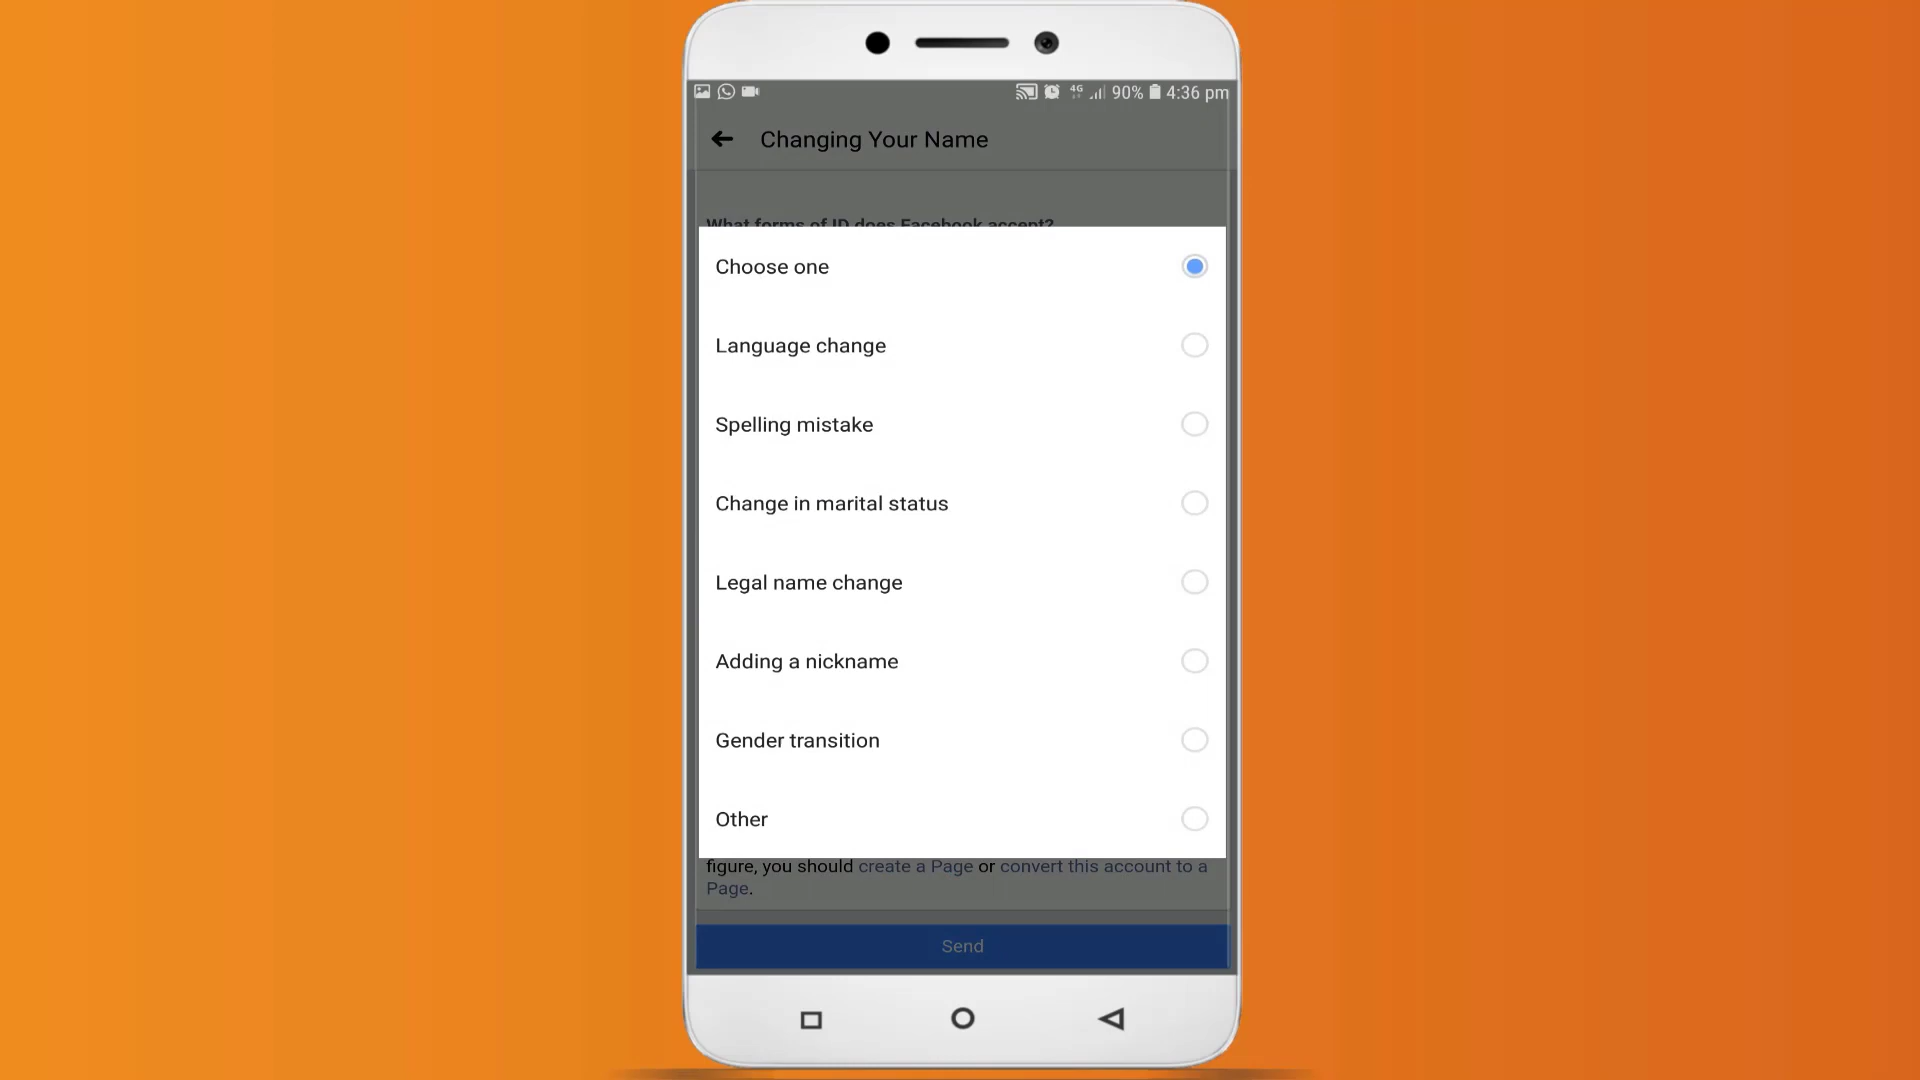 4G 90% 4:36 pm
Changing Your Name
What forms of ID does Facebook accept?
Choose one
Language change
Spelling mistake
Change in marital status
Legal name change
Adding a nickname
Gender transition
Other
figure, you should create a Page or convert this account to a
Page.
Send